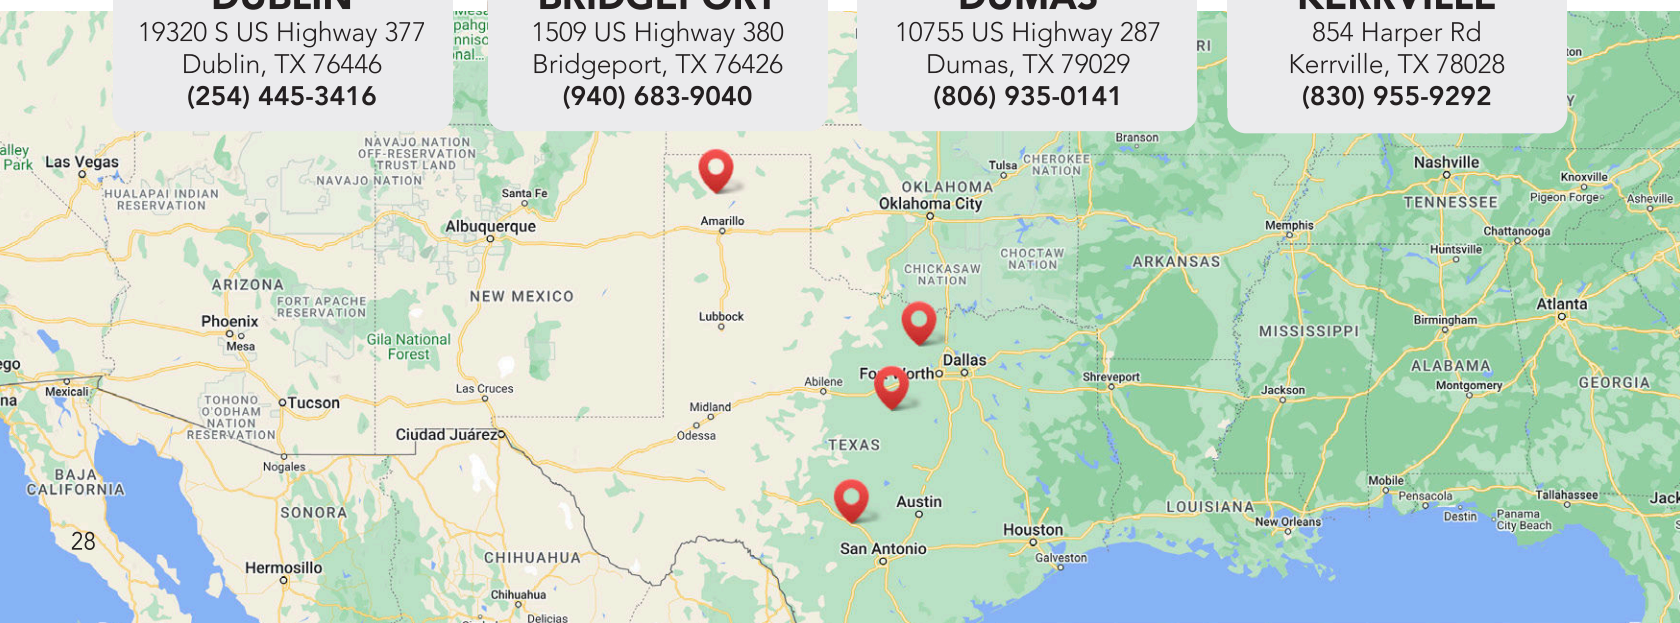 DUBLIN
19320 S US Highway 377
Dublin, TX 76446
(254) 445-3416
BRIDGEPORT
1509 US Highway 380
Bridgeport, TX 76426
(940) 683-9040
DUMAS
10755 US Highway 287
Dumas, TX 79029
(806) 935-0141
KERRVILLE
854 Harper Rd
Kerrville, TX 78028
(830) 955-9292
Las Vegas
HUALAPAI INDIAN
RESERVATION
NAVAJO NATION
OFF-RESERVATION
TRUST LAND
NAVAJO NATION
Santa Fe
Albuquerque
Amarillo
Tulsa
CHEROKEE
NATION
Branson
OKLAHOMA
Oklahoma City
Nashville
TENNESSEE
Knoxville
Pigeon Forge
Asheville
Memphis
Chattanooga
Huntsville
ARIZONA
FORT APACHE
RESERVATION
NEW MEXICO
CHICKASAW
NATION
CHOCTAW
NATION
ARKANSAS
Phoenix
Mesa
Gila National
Forest
Lubbock
MISSISSIPPI
Birmingham
Atlanta
ALABAMA
GEORGIA
Mexicali
TOHONO
O'ODHAM
NATION
RESERVATION
Tucson
Las Cruces
Ciudad Juárez
Abilene
Fort Worth
Dallas
Shreveport
Jackson
Montgomery
Midland
Odessa
TEXAS
Nogales
BAJA
CALIFORNIA
SONORA
28
Hermosillo
CHIHUAHUA
Chihuahua
Delicias
Austin
San Antonio
Houston
Galveston
LOUISIANA
New Orleans
Mobile
Pensacola
Destin
Panama
City Beach
Tallahassee